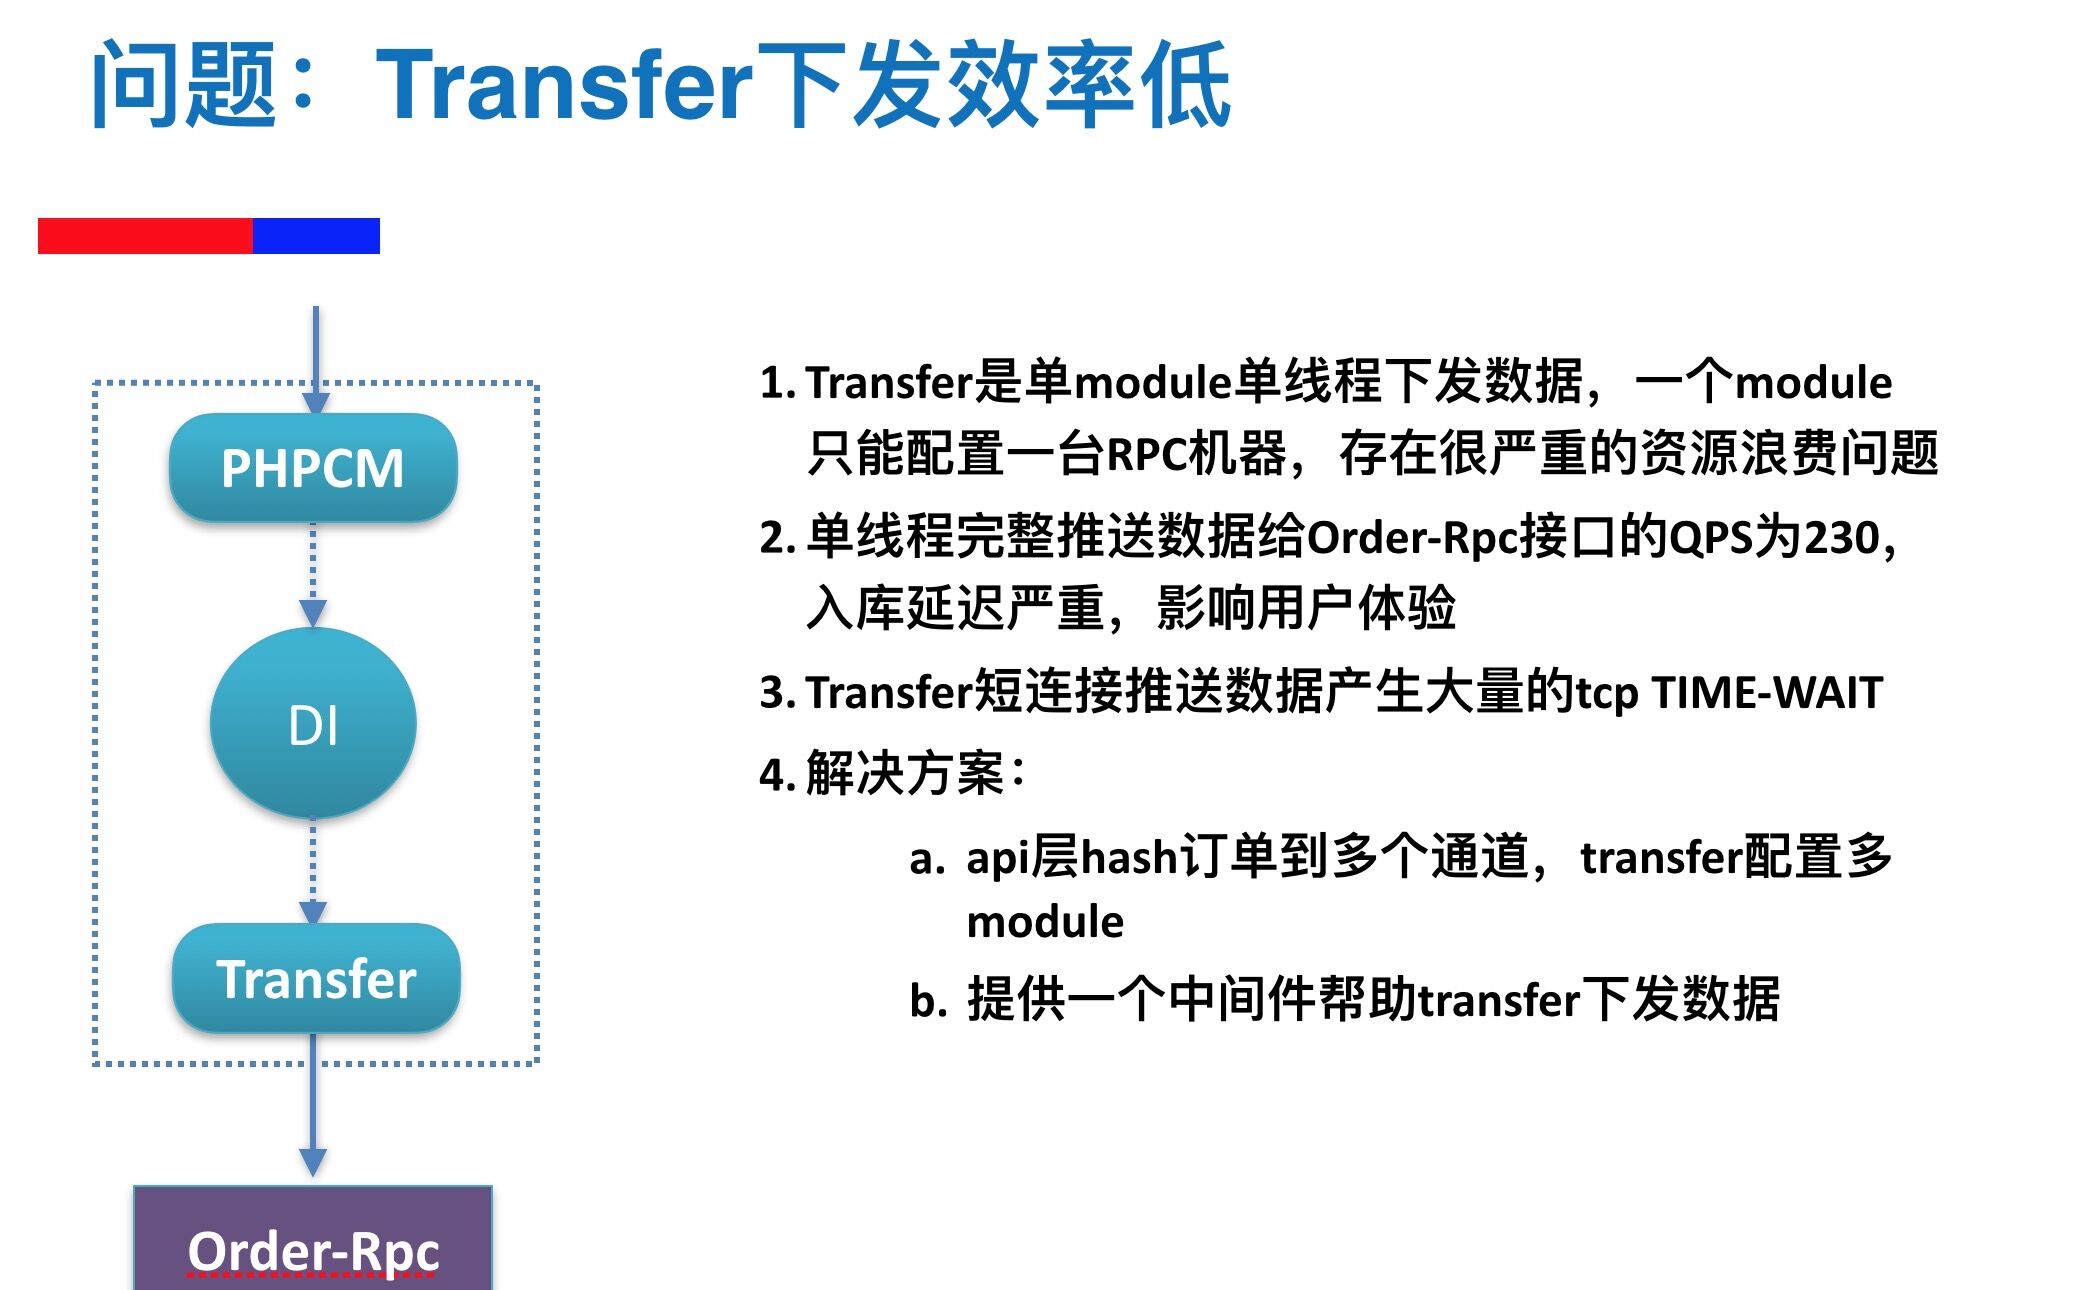 问题：Transfer下发效率低
PHPCM
DI
Transfer
Order-Rpc
1. Transfer是单module单线程下发数据，一个module
只能配置一台RPC机器，存在很严重的资源浪费问题
2. 单线程完整推送数据给Order-Rpc接口的QPS为230，
入库延迟严重，影响用户体验
3. Transfer短连接推送数据产生大量的tcp TIME-WAIT
4. 解决方案：
a. api层hash订单到多个通道，transfer配置多
module
b. 提供一个中间件帮助transfer下发数据